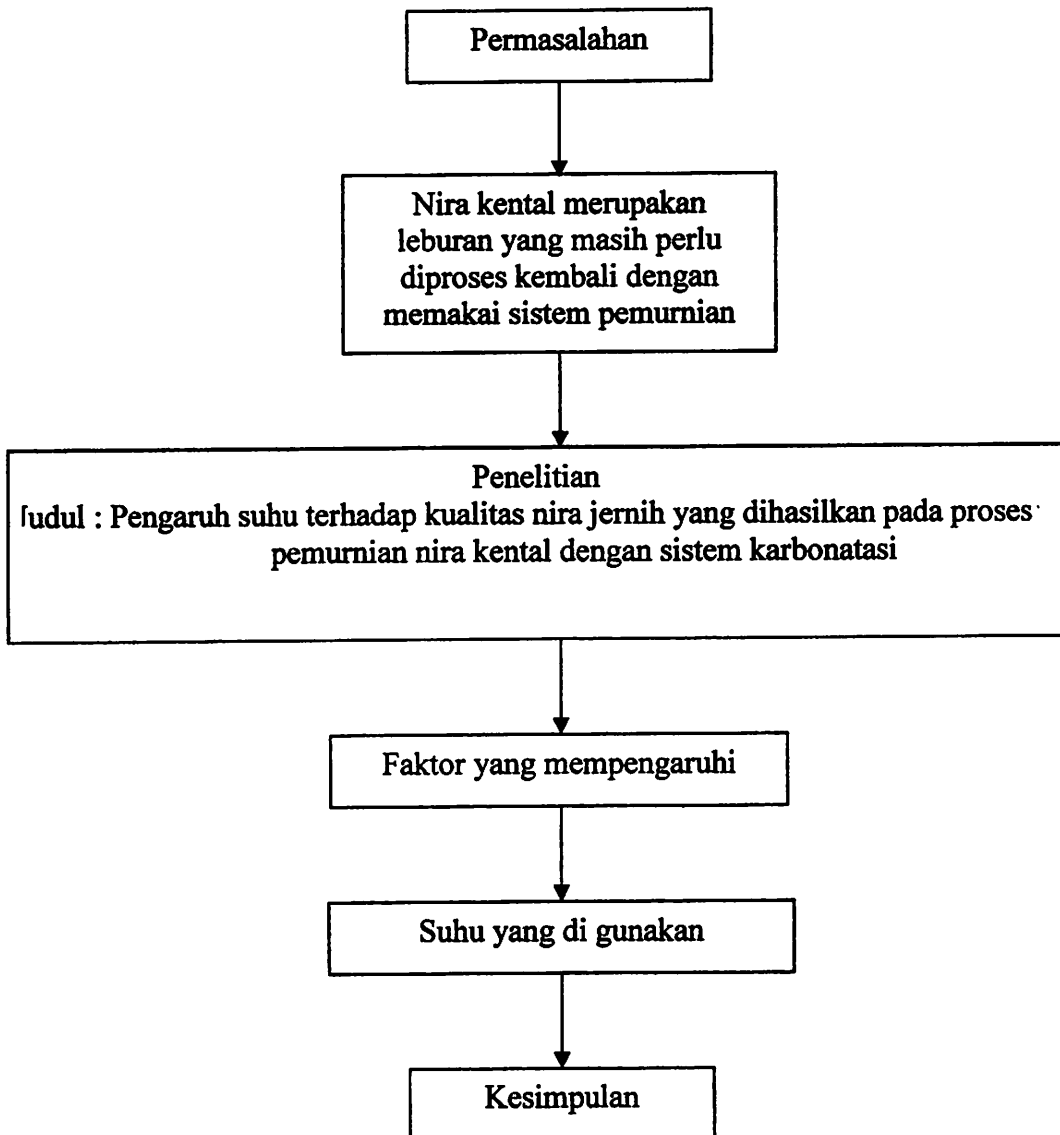 Permasalahan
Nira kental merupakan
leburan yang masih perlu
diproses kembali dengan
memakai sistem pemurnian
Penelitian
: Pengaruh suhu terhadap kualitas nira jernih yang dihasilkan pada proses
pemurnian nira kental dengan sistem karbonatasi
Faktor yang mempengaruhi
Suhu yang di gunakan
Kesimpulan